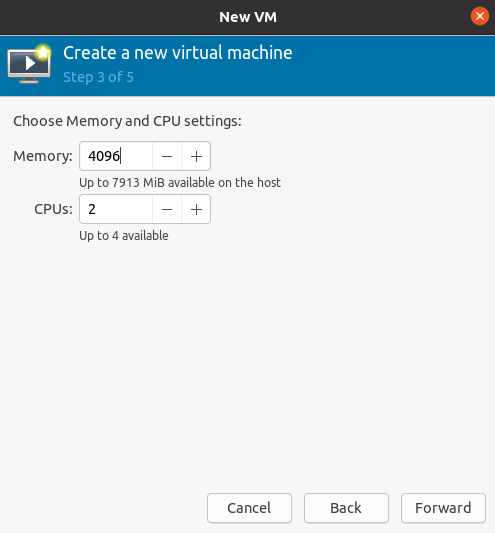 New VM
Create a new virtual machine
Step 3 of 5
Choose Memory and CPU settings:
Memory: 4096
Up to 7913 MiB available on the host
CPUs: 2
Up to 4 available
Cancel Back Forward